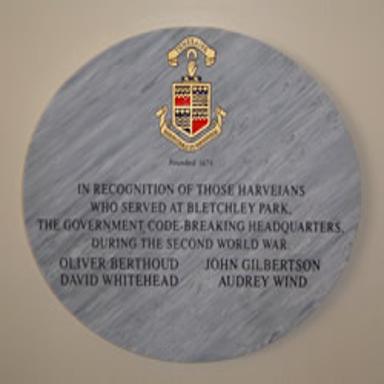 Founded 1674
IN RECOGNITION OF THOSE HARVEIANS
WHO SERVED AT BLETCHLEY PARK,
THE GOVERNMENT CODE-BREAKING HEADQUARTERS,
DURING THE SECOND WORLD WAR
OLIVER BERTHOUD JOHN GILBERTSON
DAVID WHITEHEAD AUDREY WIND